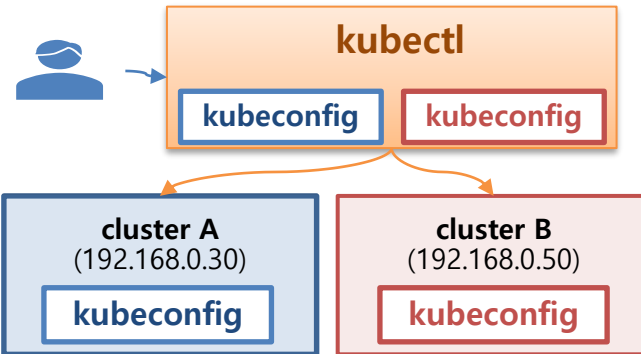 kubectl
kubeconfig
kubeconfig
cluster A
(192.168.0.30)
kubeconfig
cluster B
(192.168.0.50)
kubeconfig